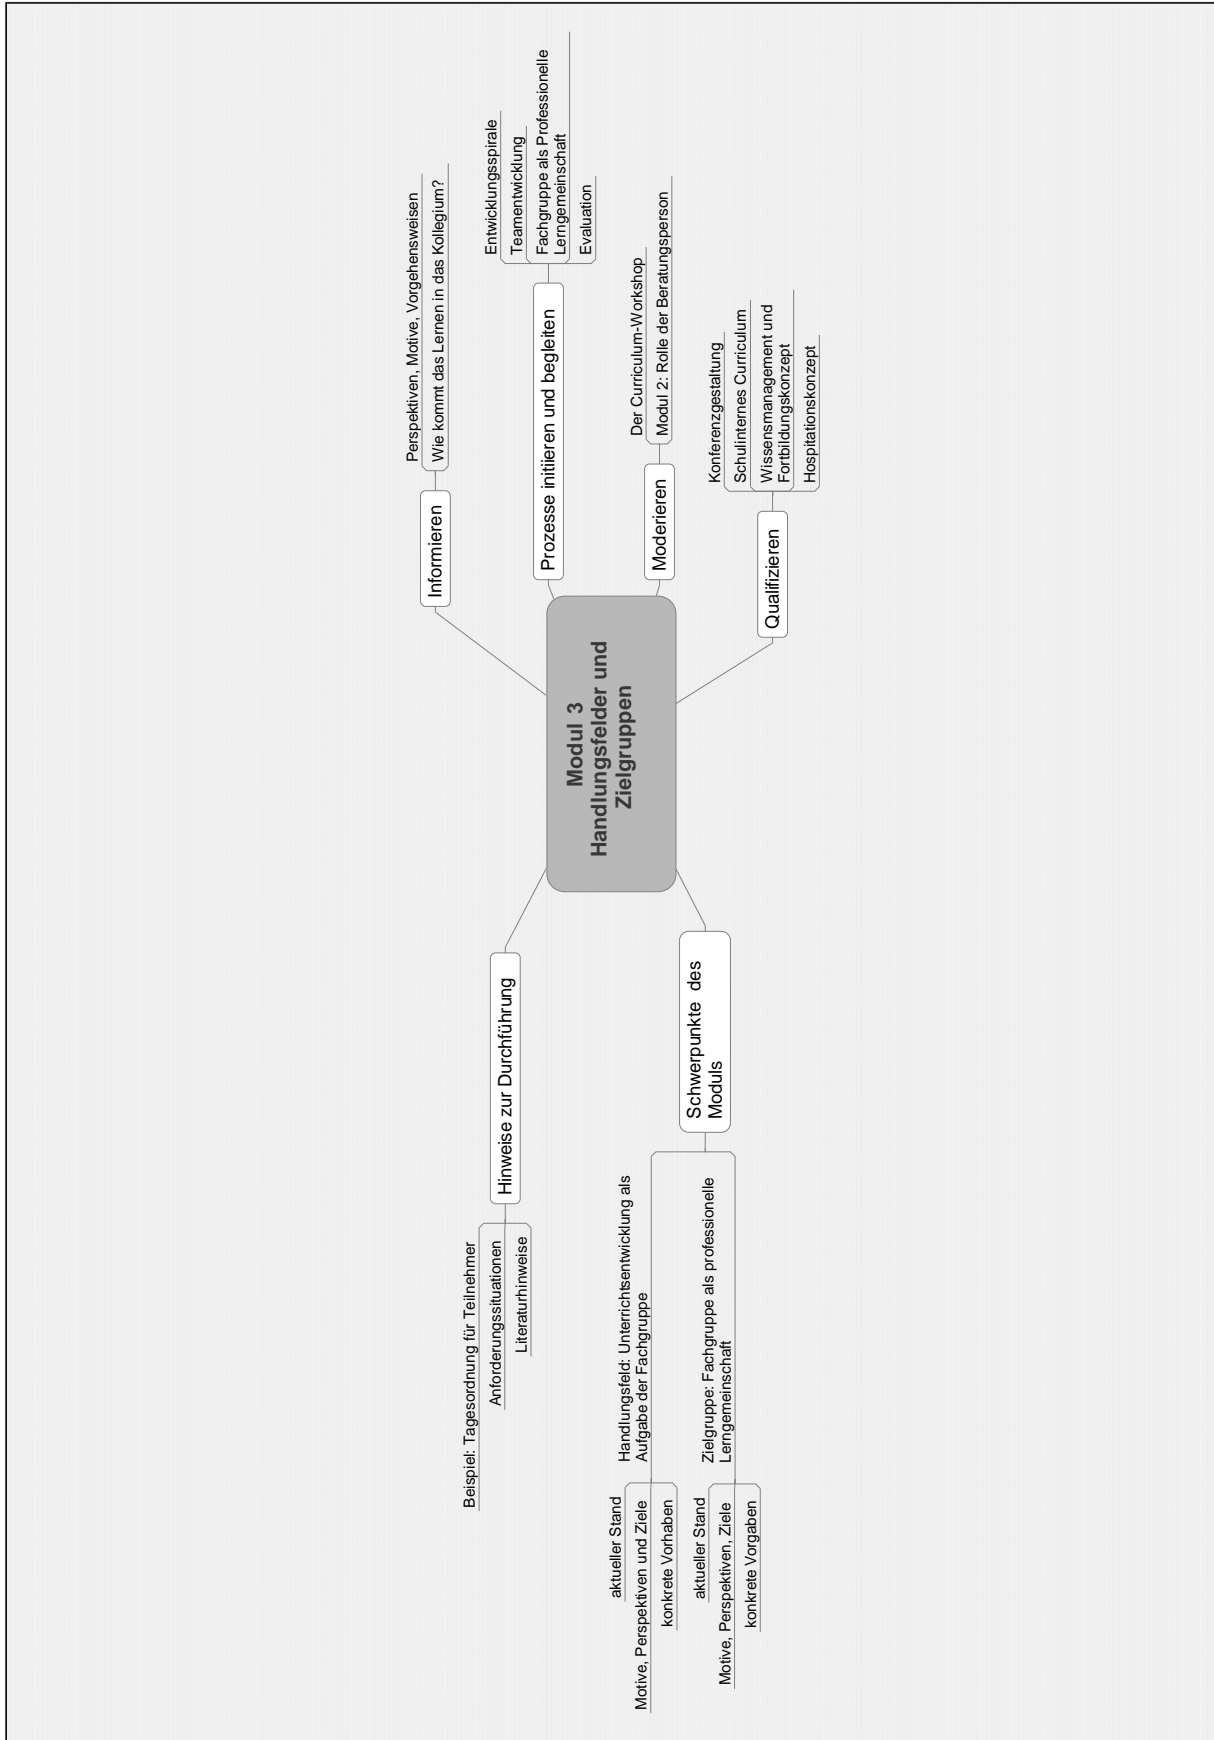 Modul 3
Handlungsfelder und
Zielgruppen
Informieren
Perspektiven, Motive, Vorgehensweisen
Wie kommt das Lernen in das Kollegium?
Prozesse initiieren und begleiten
Entwicklungsspirale
Teamentwicklung
Fachgruppe als Professionelle
Lerngemeinschaft
Evaluation
Moderieren
Der Curriculum-Workshop
Modul 2: Rolle der Beratungsperson
Qualifizieren
Konferenzgestaltung
Schulinternes Curriculum
Wissensmanagement und
Fortbildungskonzept
Hospitationskonzept
Hinweise zur Durchführung
Beispiel: Tagesordnung für Teilnehmer
Anforderungssituationen
Literaturhinweise
Schwerpunkte des
Moduls
Handlungsfeld: Unterrichtsentwicklung als
Aufgabe der Fachgruppe
aktueller Stand
Motive, Perspektiven und Ziele
konkrete Vorhaben
Zielgruppe: Fachgruppe als professionelle
Lerngemeinschaft
aktueller Stand
Motive, Perspektiven, Ziele
konkrete Vorgaben